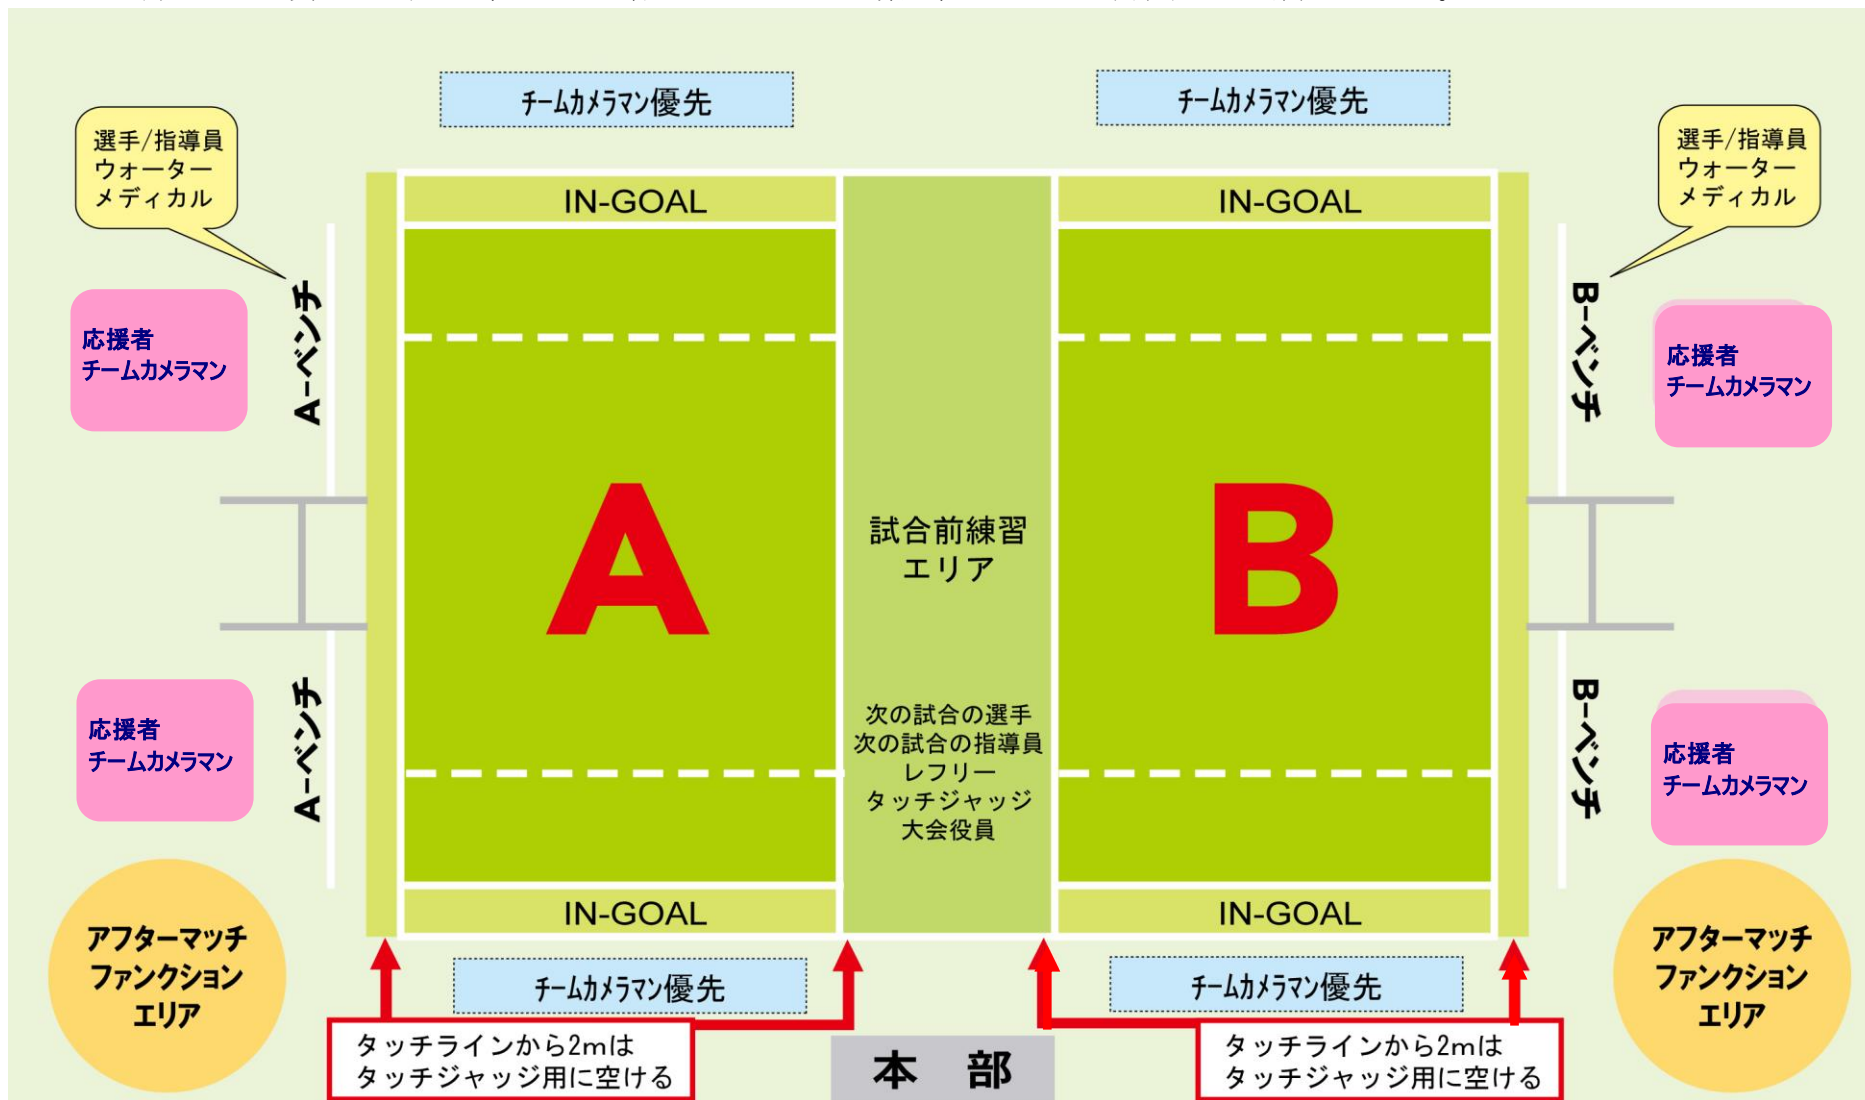 チームカメラマン優先
チームカメラマン優先
選手/指導員
ウォーター
メディカル
選手/指導員
ウォーター
メディカル
IN-GOAL
IN-GOAL
A-ベンチ
B-ベンチ
応援者
チームカメラマン
応援者
チームカメラマン
A
試合前練習
エリア
B
A-ベンチ
B-ベンチ
応援者
チームカメラマン
次の試合の選手
次の試合の指導員
レフリー
タッチジャッジ
大会役員
応援者
チームカメラマン
IN-GOAL
IN-GOAL
アフターマッチ
ファンクション
エリア
チームカメラマン優先
チームカメラマン優先
アフターマッチ
ファンクション
エリア
タッチラインから2mは
タッチジャッジ用に空ける
本 部
タッチラインから2mは
タッチジャッジ用に空ける